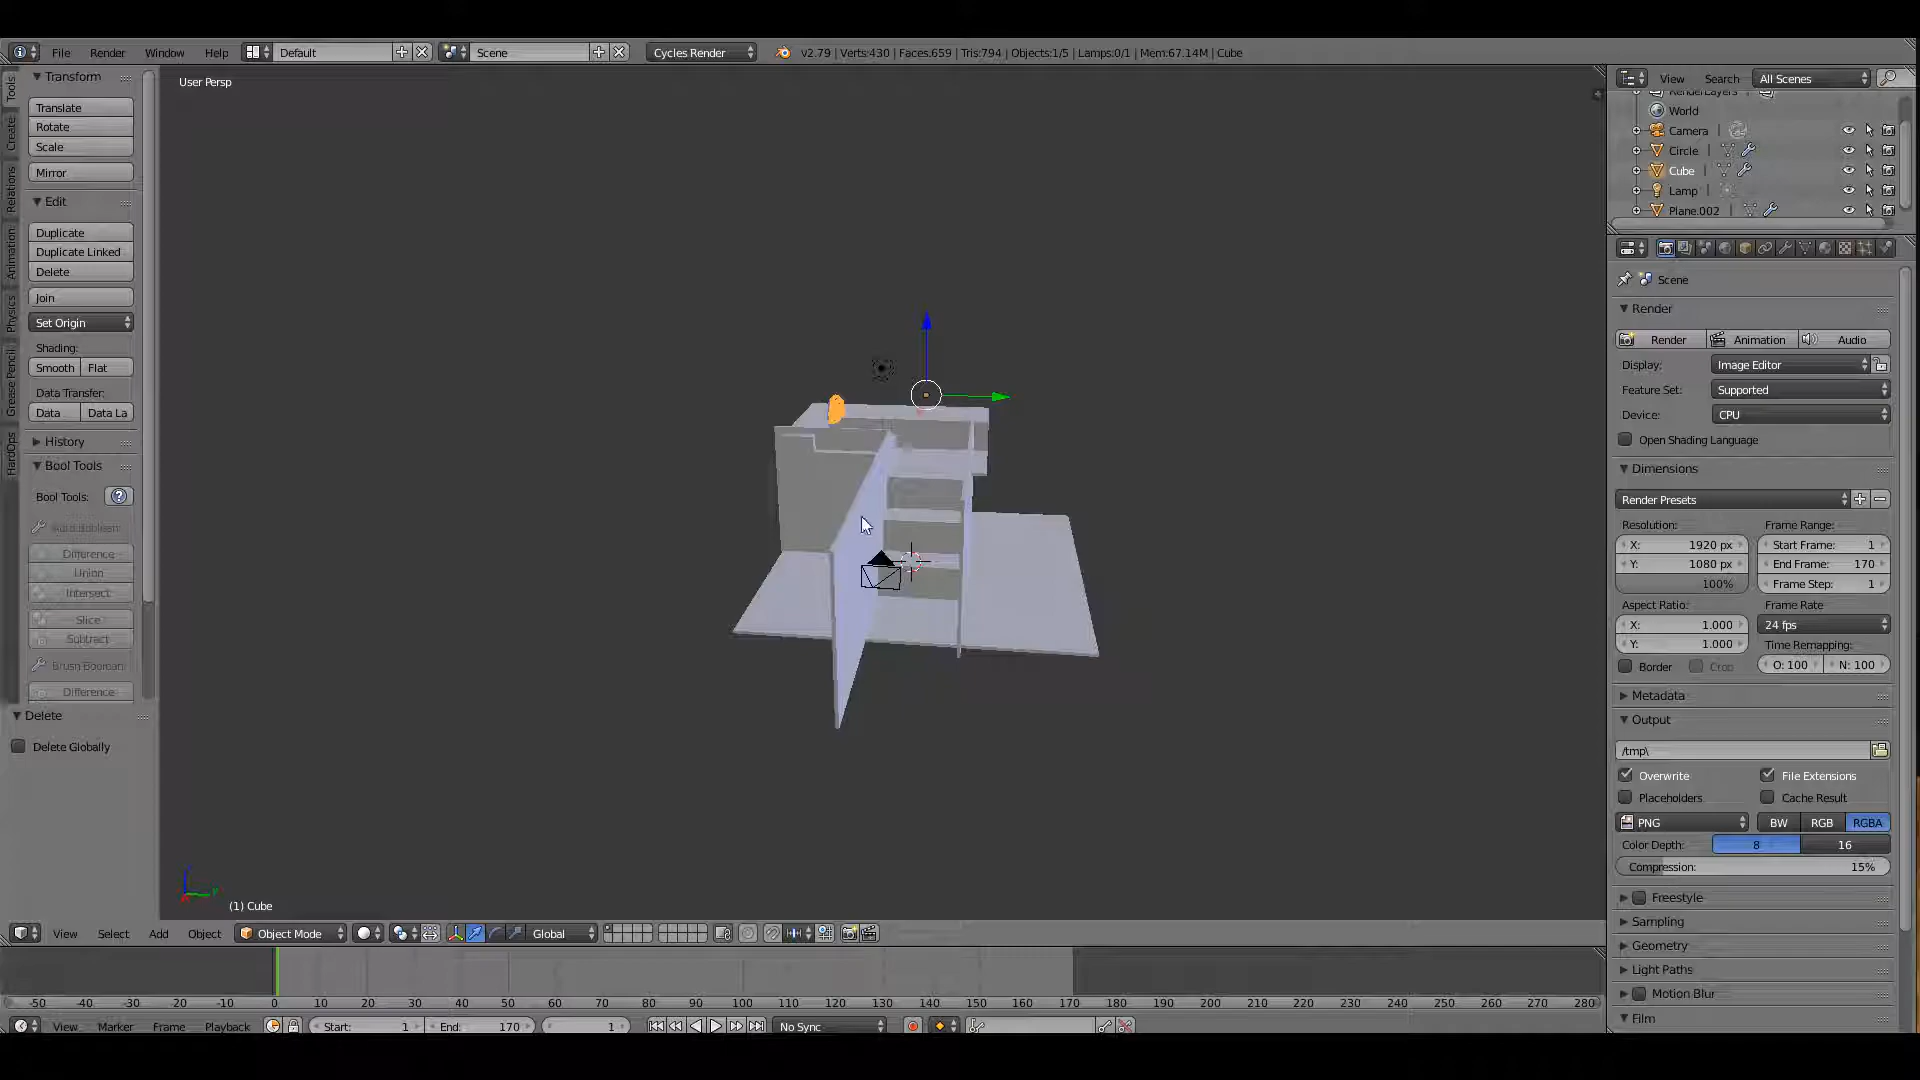 File Render Window Help Default Scene Cycles Render v2.79 | Verts:430 | Faces:659 | Tris:794 | Objects:1/5 | Lamps:0/1 | Mem:67.14M | Cube
Tools
Create
Relations
Animation
Physics
Grease Pencil
HardOps
Transform
Translate
Rotate
Scale
Mirror
Edit
Duplicate
Duplicate Linked
Delete
Join
Set Origin
Shading:
Smooth Flat
Data Transfer:
Data Data La
History
Bool Tools
Bool Tools:
Auto Boolean
Difference
Union
Intersect
Slice
Subtract
Brush Boolean
Difference
Delete
Delete Globally
User Persp
(1) Cube
View Search All Scenes
RenderLayers
World
Camera
Circle
Cube
Lamp
Plane.002
Scene
Render
Render Animation Audio
Display: Image Editor
Feature Set: Supported
Device: CPU
Open Shading Language
Dimensions
Render Presets
Resolution: Frame Range:
X: 1920 px Start Frame: 1
Y: 1080 px End Frame: 170
100% Frame Step: 1
Aspect Ratio: Frame Rate
X: 1.000 24 fps
Y: 1.000 Time Remapping:
Border Crop O: 100 N: 100
Metadata
Output
/tmp\
Overwrite File Extensions
Placeholders Cache Result
PNG BW RGB RGBA
Color Depth: 8 16
Compression: 15%
Freestyle
Sampling
Geometry
Light Paths
Motion Blur
Film
View Select Add Object Object Mode Global
-50 -40 -30 -20 -10 0 10 20 30 40 50 60 70 80 90 100 110 120 130 140 150 160 170 180 190 200 210 220 230 240 250 260 270 280
View Marker Frame Playback Start: 1 End: 170 1 No Sync